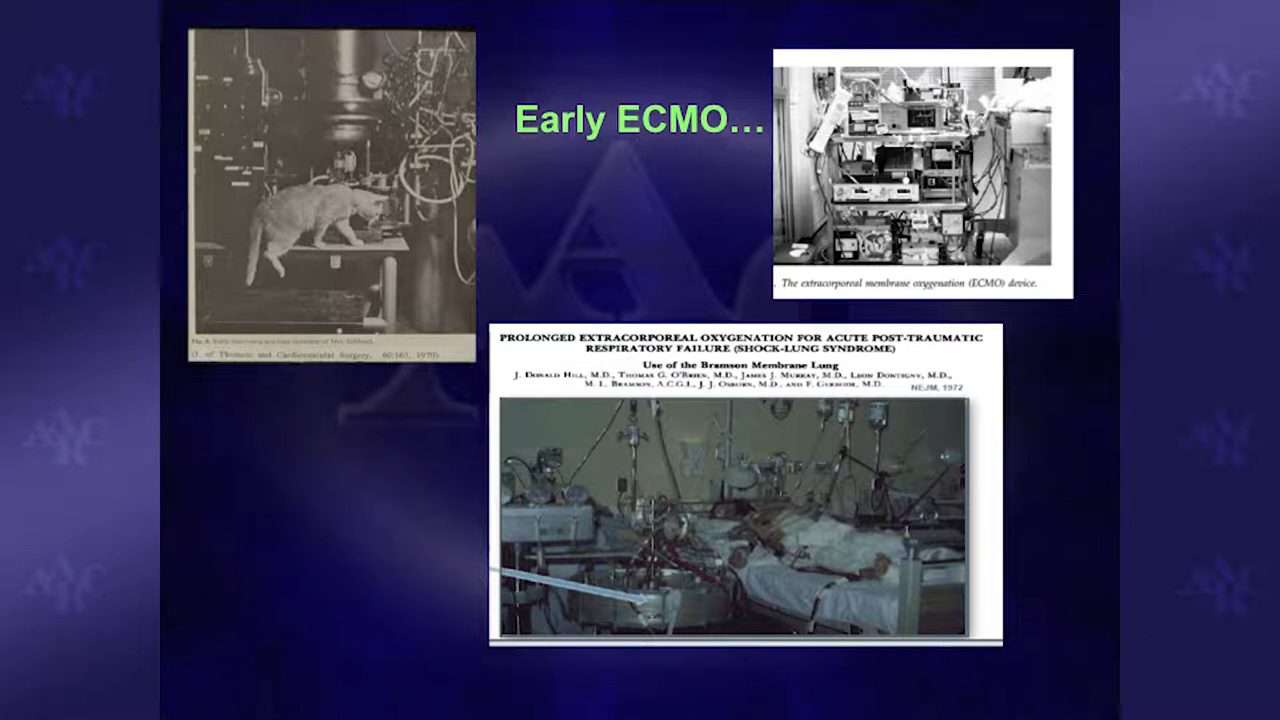 Early ECMO…
. The extracorporeal membrane oxygenation (ECMO) device.
(J. of Thoracic and Cardiovascular Surgery, 60:161, 1970)
PROLONGED EXTRACORPOREAL OXYGENATION FOR ACUTE POST-TRAUMATIC
RESPIRATORY FAILURE (SHOCK-LUNG SYNDROME)
Use of the Bramson Membrane Lung
J. Donald Hill, M.D., Thomas G. O'Brien, M.D., James J. Murray, M.D., Leon Dontigny, M.D.,
M. L. Bramson, A.C.G.I., J. J. Osborn, M.D., and F. Gerbode, M.D.
NEJM, 1972